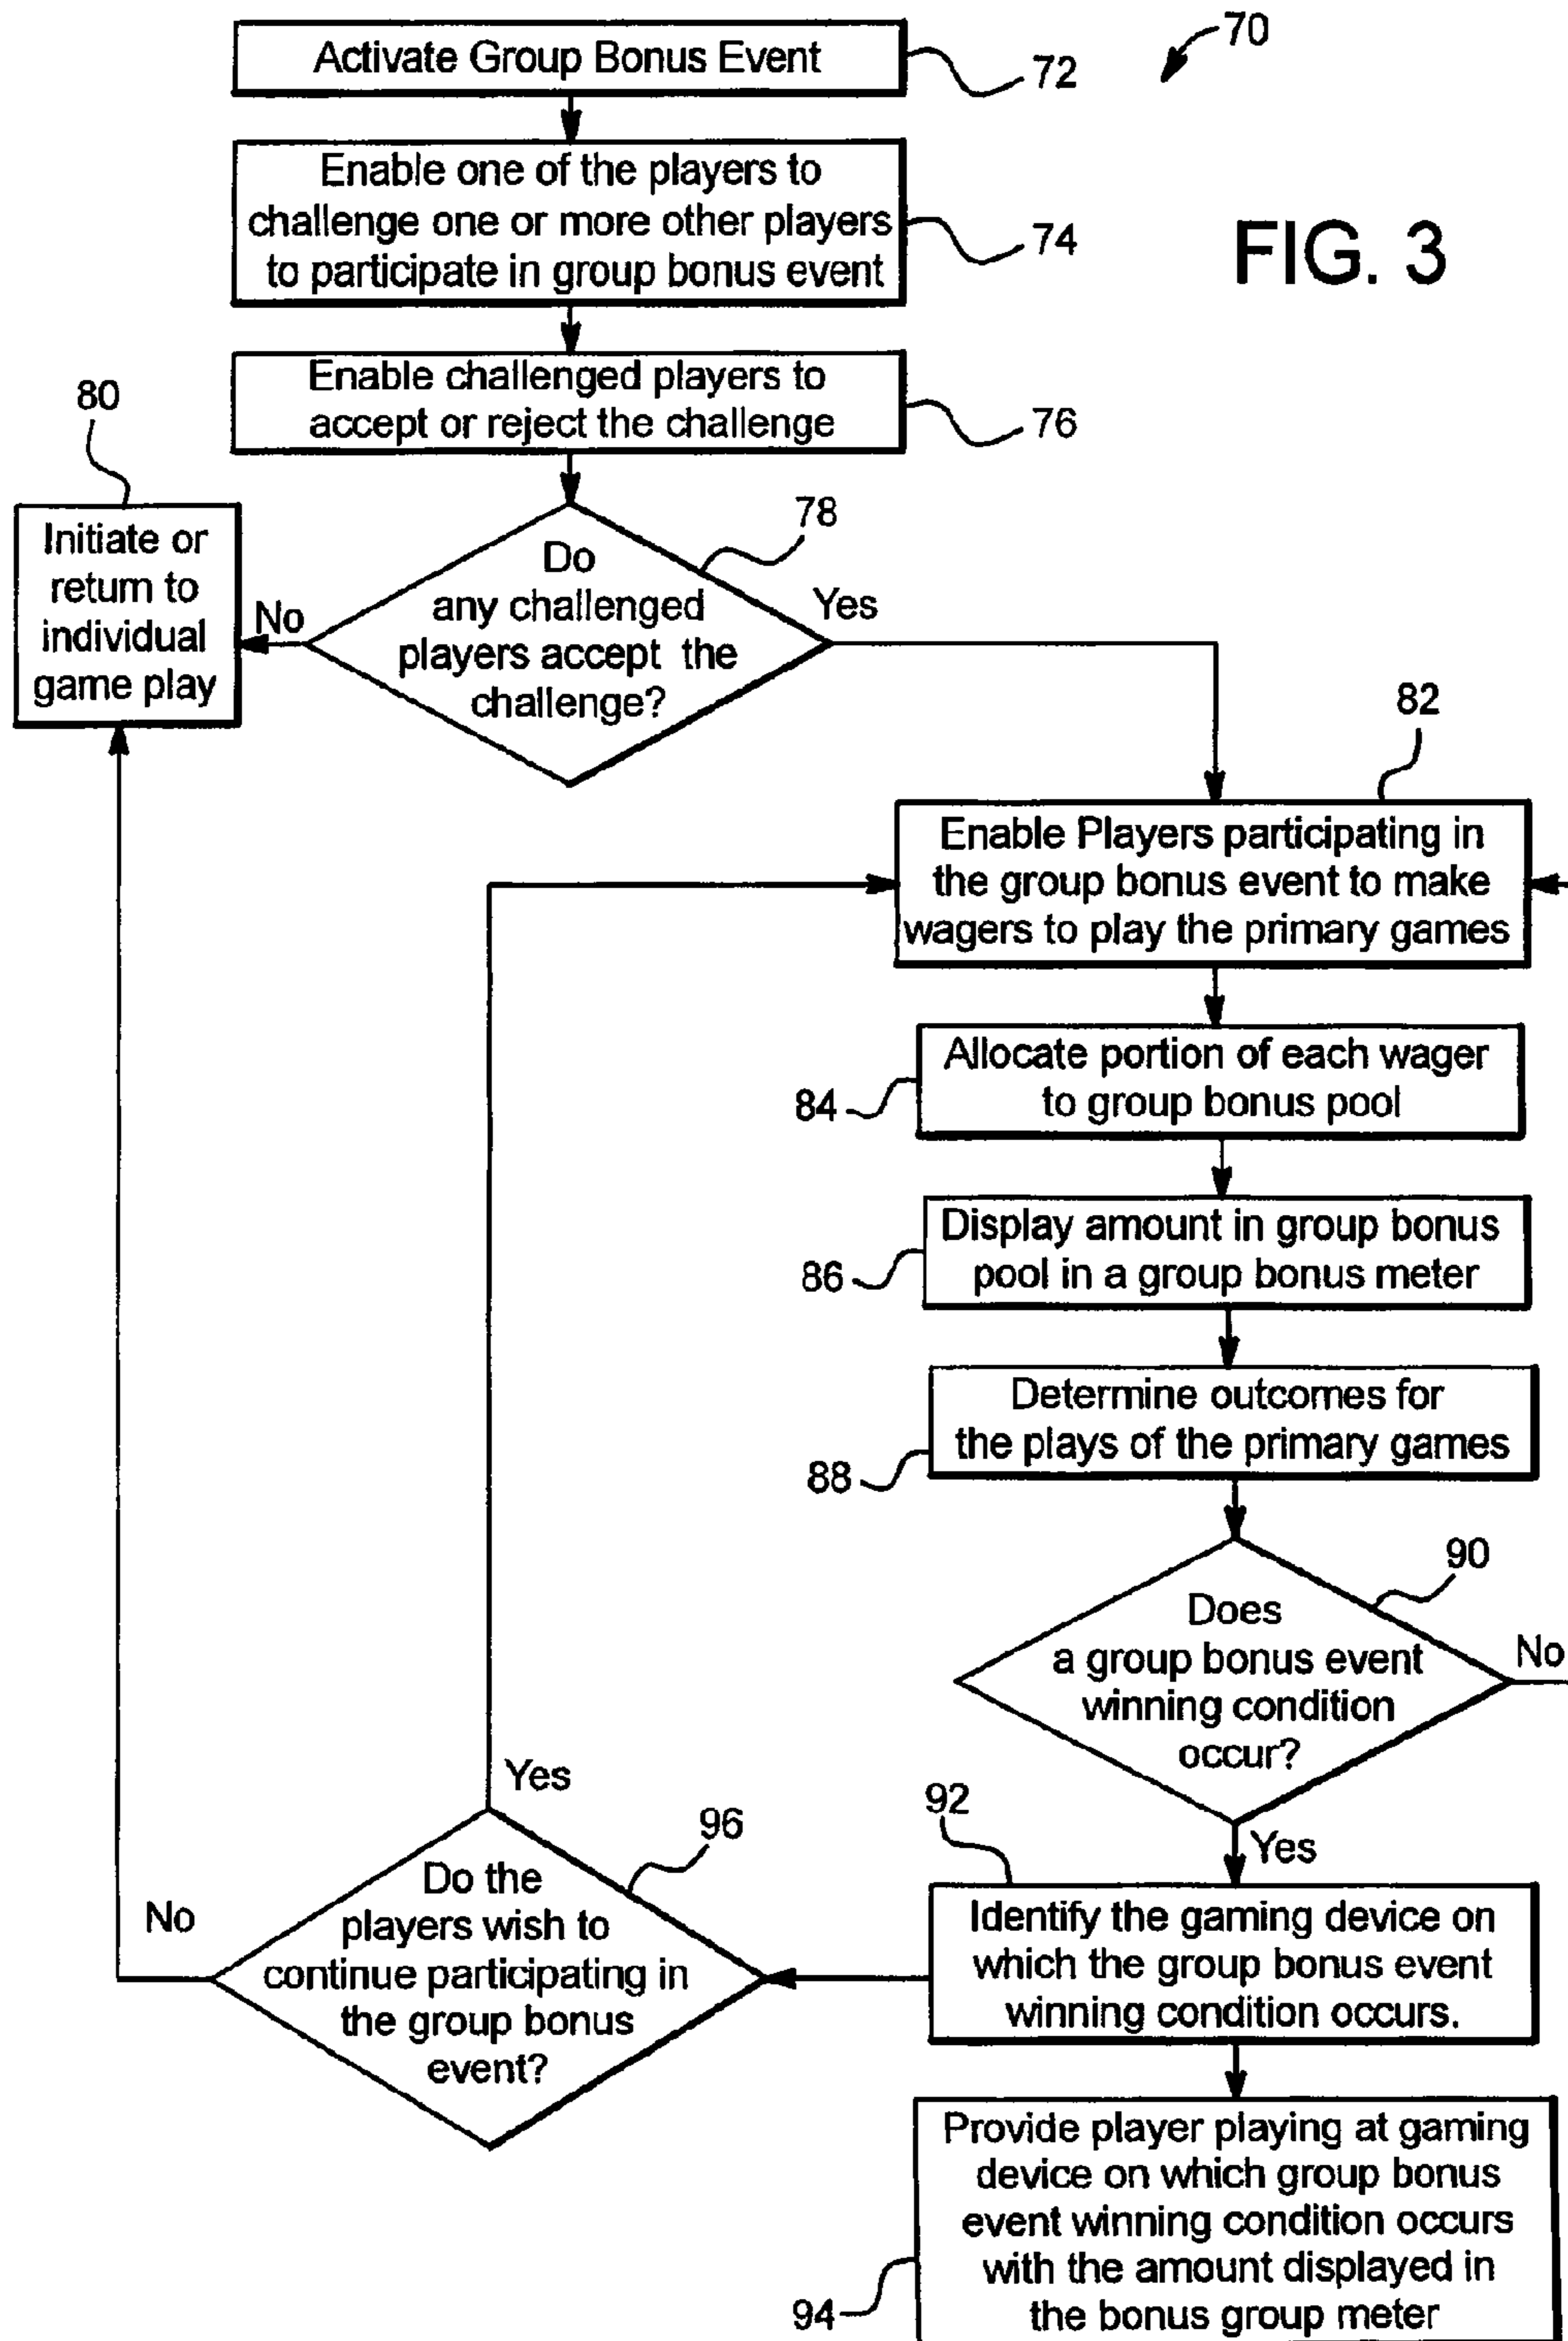 70
Activate Group Bonus Event
72
FIG. 3
Enable one of the players to
challenge one or more other players
to participate in group bonus event
74
Enable challenged players to
accept or reject the challenge
76
80
Initiate or
return to
individual
game play
78
Do
any challenged
players accept the
challenge?
No
Yes
82
Enable Players participating in
the group bonus event to make
wagers to play the primary games
Allocate portion of each wager
to group bonus pool
84
Display amount in group bonus
pool in a group bonus meter
86
Determine outcomes for
the plays of the primary games
88
90
Does
a group bonus event
winning condition
occur?
No
Yes
92
Identify the gaming device on
which the group bonus event
winning condition occurs.
Yes
96
Do the
players wish to
continue participating in
the group bonus
event?
No
Provide player playing at gaming
device on which group bonus
event winning condition occurs
with the amount displayed in
the bonus group meter
94